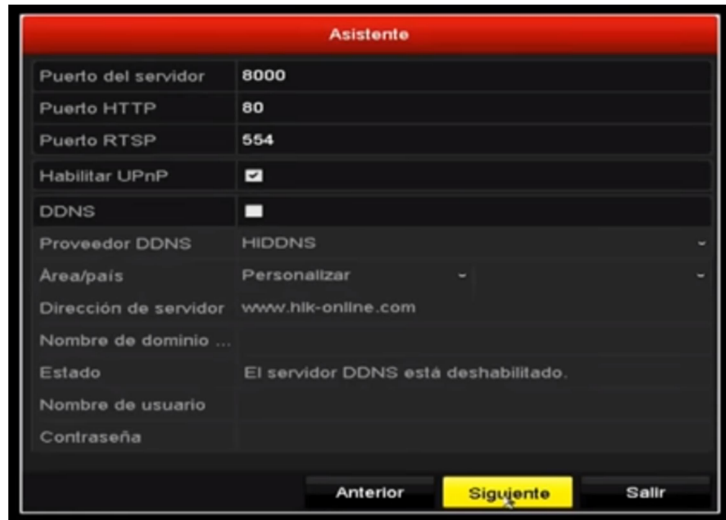 Asistente
Puerto del servidor 8000
Puerto HTTP 80
Puerto RTSP 554
Habilitar UPnP
DDNS
Proveedor DDNS HIDDNS
Área/país Personalizar
Dirección de servidor www.hik-online.com
Nombre de dominio ...
Estado El servidor DDNS está deshabilitado.
Nombre de usuario
Contraseña
Anterior Siguiente Salir